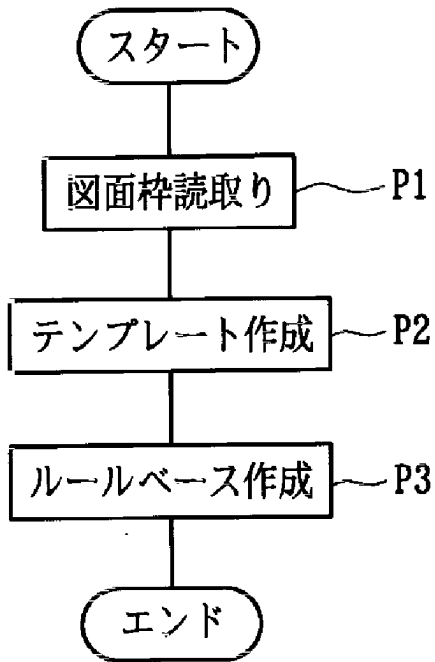 スタート
図面枠読取り
P1
テンプレート作成
P2
ルールベース作成
P3
エンド